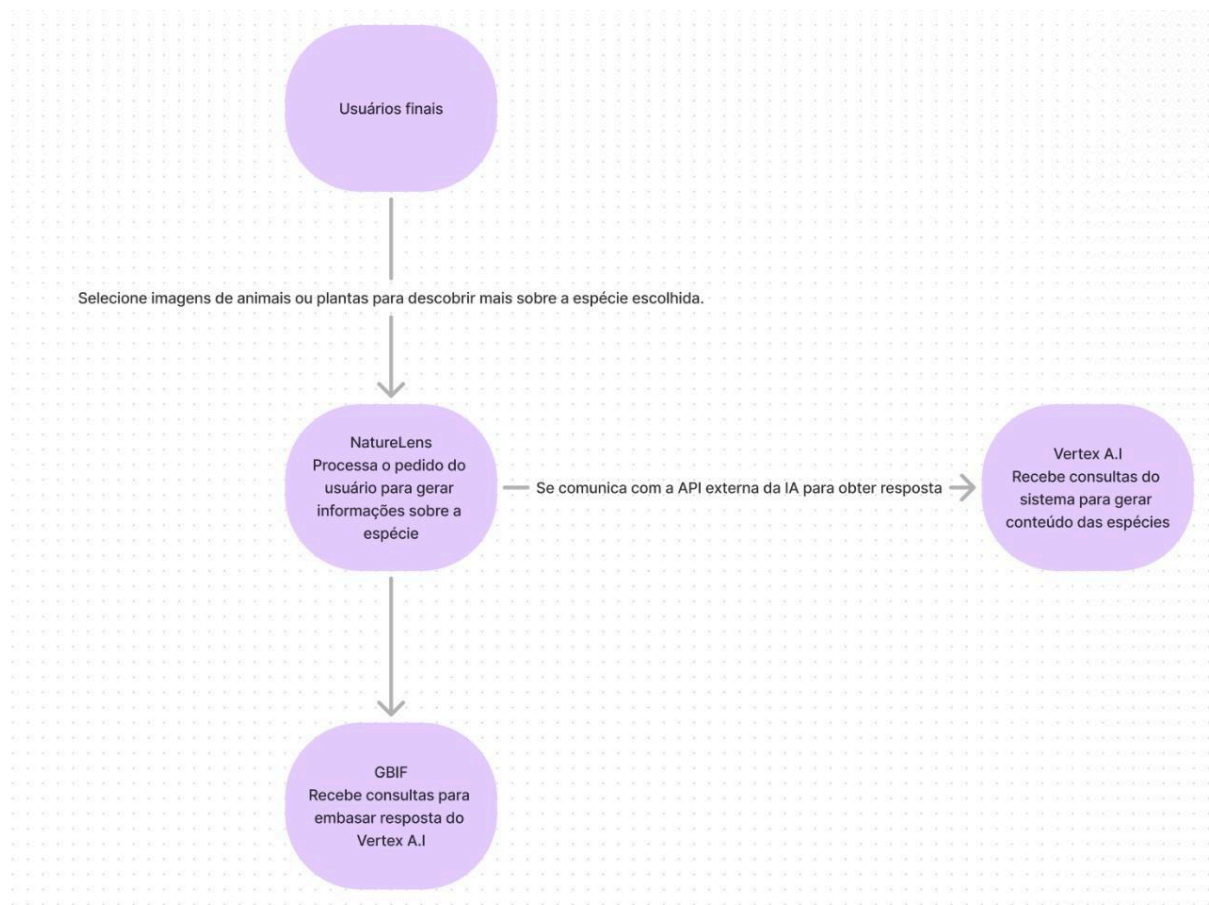 Usuários finais
Selecione imagens de animais ou plantas para descobrir mais sobre a espécie escolhida.
NatureLens
Processa o pedido do
usuário para gerar
informações sobre a
espécie
Se comunica com a API externa da IA para obter resposta
Vertex A.I
Recebe consultas do
sistema para gerar
conteúdo das espécies
GBIF
Recebe consultas para
embasar resposta do
Vertex A.I